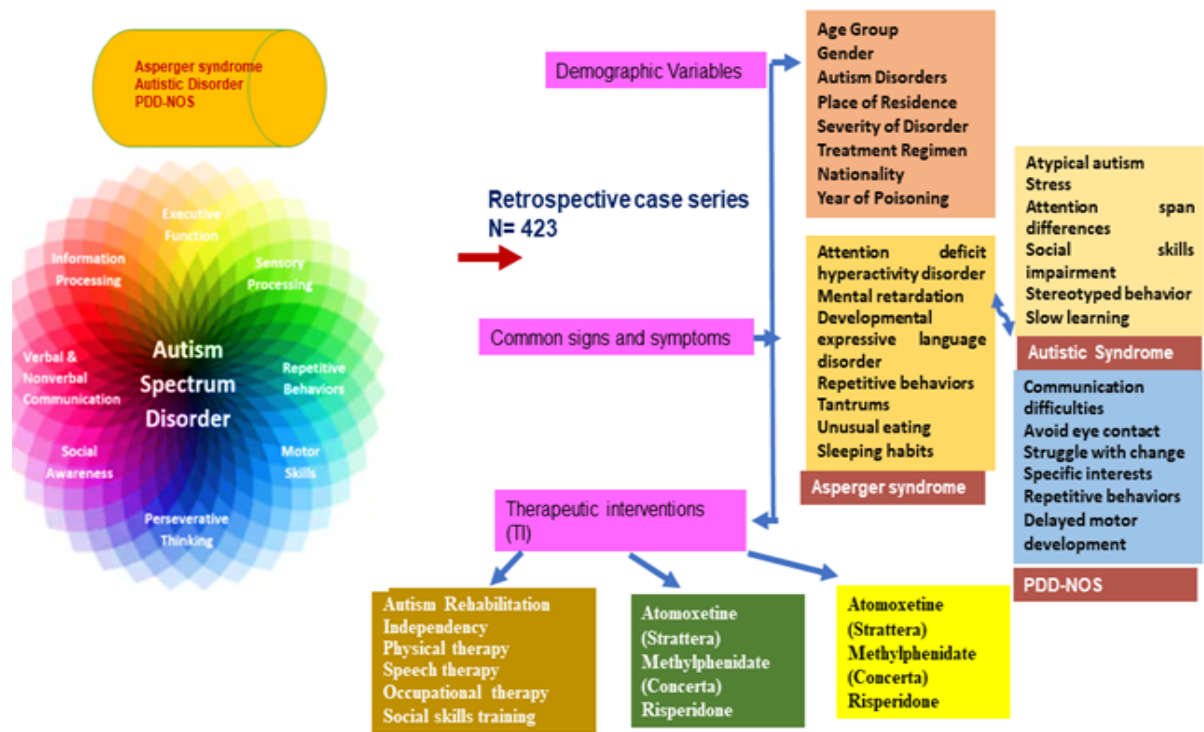 Asperger syndrome
Autistic Disorder
PDD-NOS
Executive
Function
Information
Processing
Sensory
Processing
Verbal &
Nonverbal
Communication
Autism
Spectrum
Disorder
Repetitive
Behaviors
Social
Awareness
Motor
Skills
Perseverative
Thinking
Retrospective case series
N= 423
Demographic Variables
Age Group
Gender
Autism Disorders
Place of Residence
Severity of Disorder
Treatment Regimen
Nationality
Year of Poisoning
Common signs and symptoms
Attention deficit
hyperactivity disorder
Mental retardation
Developmental
expressive language
disorder
Repetitive behaviors
Tantrums
Unusual eating
Sleeping habits
Asperger syndrome
Atypical autism
Stress
Attention span
differences
Social skills
impairment
Stereotyped behavior
Slow learning
Autistic Syndrome
Communication
difficulties
Avoid eye contact
Struggle with change
Specific interests
Repetitive behaviors
Delayed motor
development
PDD-NOS
Therapeutic interventions
(TI)
Autism Rehabilitation
Independency
Physical therapy
Speech therapy
Occupational therapy
Social skills training
Atomoxetine
(Strattera)
Methylphenidate
(Concerta)
Risperidone
Atomoxetine
(Strattera)
Methylphenidate
(Concerta)
Risperidone